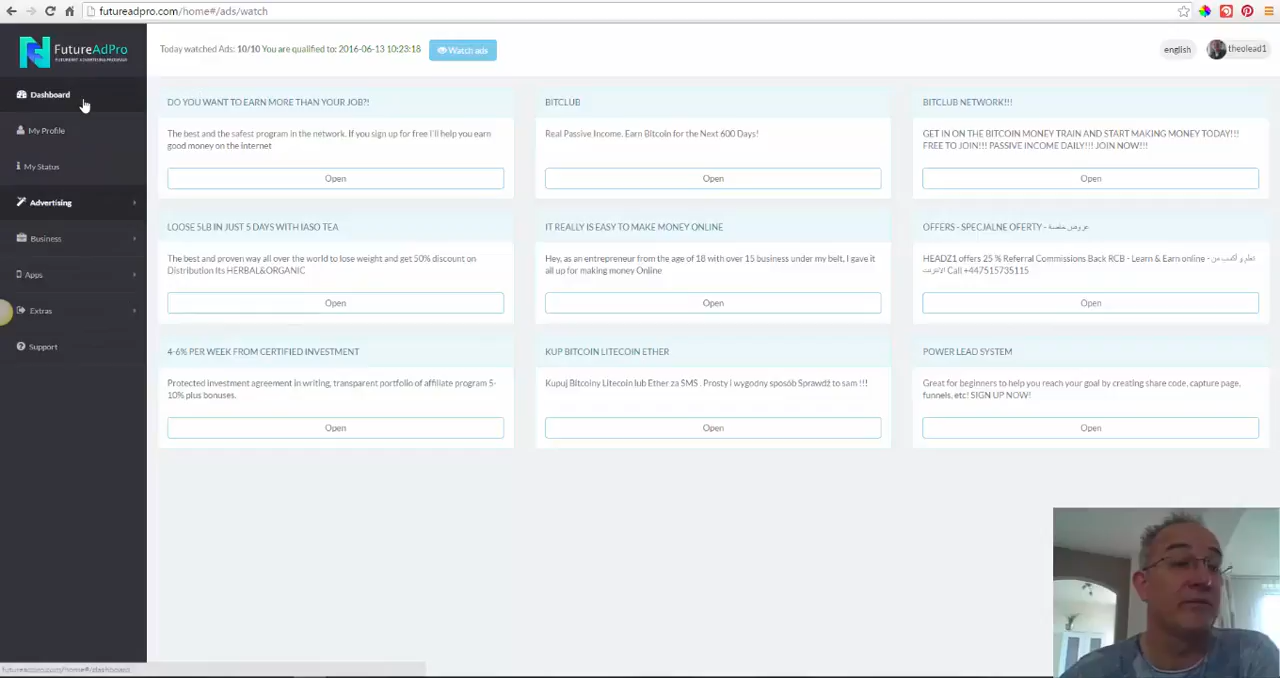 futureadpro.com/home#/ads/watch
FutureAdPro
FUTURENET ADVERTISING PROGRAM
Today watched Ads: 10/10 You are qualified to: 2016-06-13 10:23:18
Watch ads
english
theolead1
Dashboard
My Profile
My Status
Advertising
Business
Apps
Extras
Support
DO YOU WANT TO EARN MORE THAN YOUR JOB?!
The best and the safest program in the network. If you sign up for free I'll help you earn
good money on the internet
Open
BITCLUB
Real Passive Income. Earn Bitcoin for the Next 600 Days!
Open
BITCLUB NETWORK!!!
GET IN ON THE BITCOIN MONEY TRAIN AND START MAKING MONEY TODAY!!!
FREE TO JOIN!!! PASSIVE INCOME DAILY!!! JOIN NOW!!!
Open
LOOSE 5LB IN JUST 5 DAYS WITH IASO TEA
The best and proven way all over the world to lose weight and get 50% discount on
Distribution Its HERBAL&ORGANIC
Open
IT REALLY IS EASY TO MAKE MONEY ONLINE
Hey, as an entrepreneur from the age of 18 with over 15 business under my belt, I gave it
all up for making money Online
Open
OFFERS - SPECJALNE OFERTY - عروض خاصة
HEADZ1 offers 25 % Referral Commissions Back RCB - Learn & Earn online - تعلم و أكسب من
الانترنت Call +447515735115
Open
4-6% PER WEEK FROM CERTIFIED INVESTMENT
Protected investment agreement in writing, transparent portfolio of affiliate program 5-
10% plus bonuses.
Open
KUP BITCOIN LITECOIN ETHER
Kupuj Bitcoiny Litecoin lub Ether za SMS . Prosty i wygodny sposób Sprawdź to sam !!!
Open
POWER LEAD SYSTEM
Great for beginners to help you reach your goal by creating share code, capture page,
funnels, etc! SIGN UP NOW!
Open
futureadpro.com/home#/dashboard